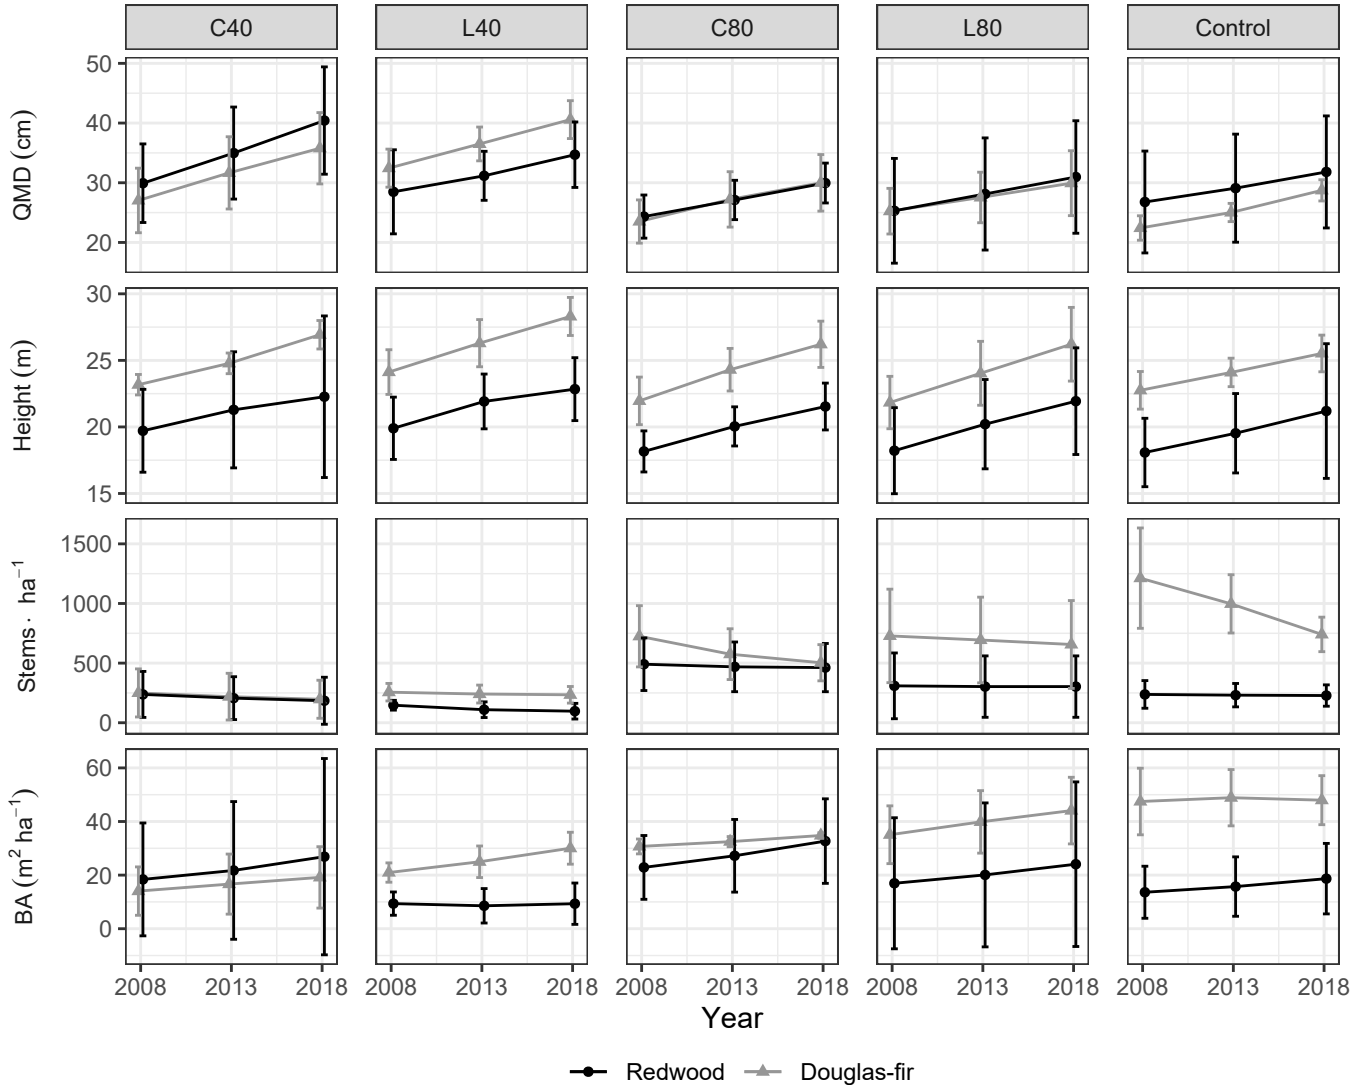 C40 L40 C80 L80 Control
QMD (cm)
50
40
30
20
Height (m)
30
25
20
15
Stems · ha⁻¹
1500
1000
500
0
BA (m² ha⁻¹)
60
40
20
0
2008 2013 2018 2008 2013 2018 2008 2013 2018 2008 2013 2018 2008 2013 2018
Year
Redwood Douglas-fir